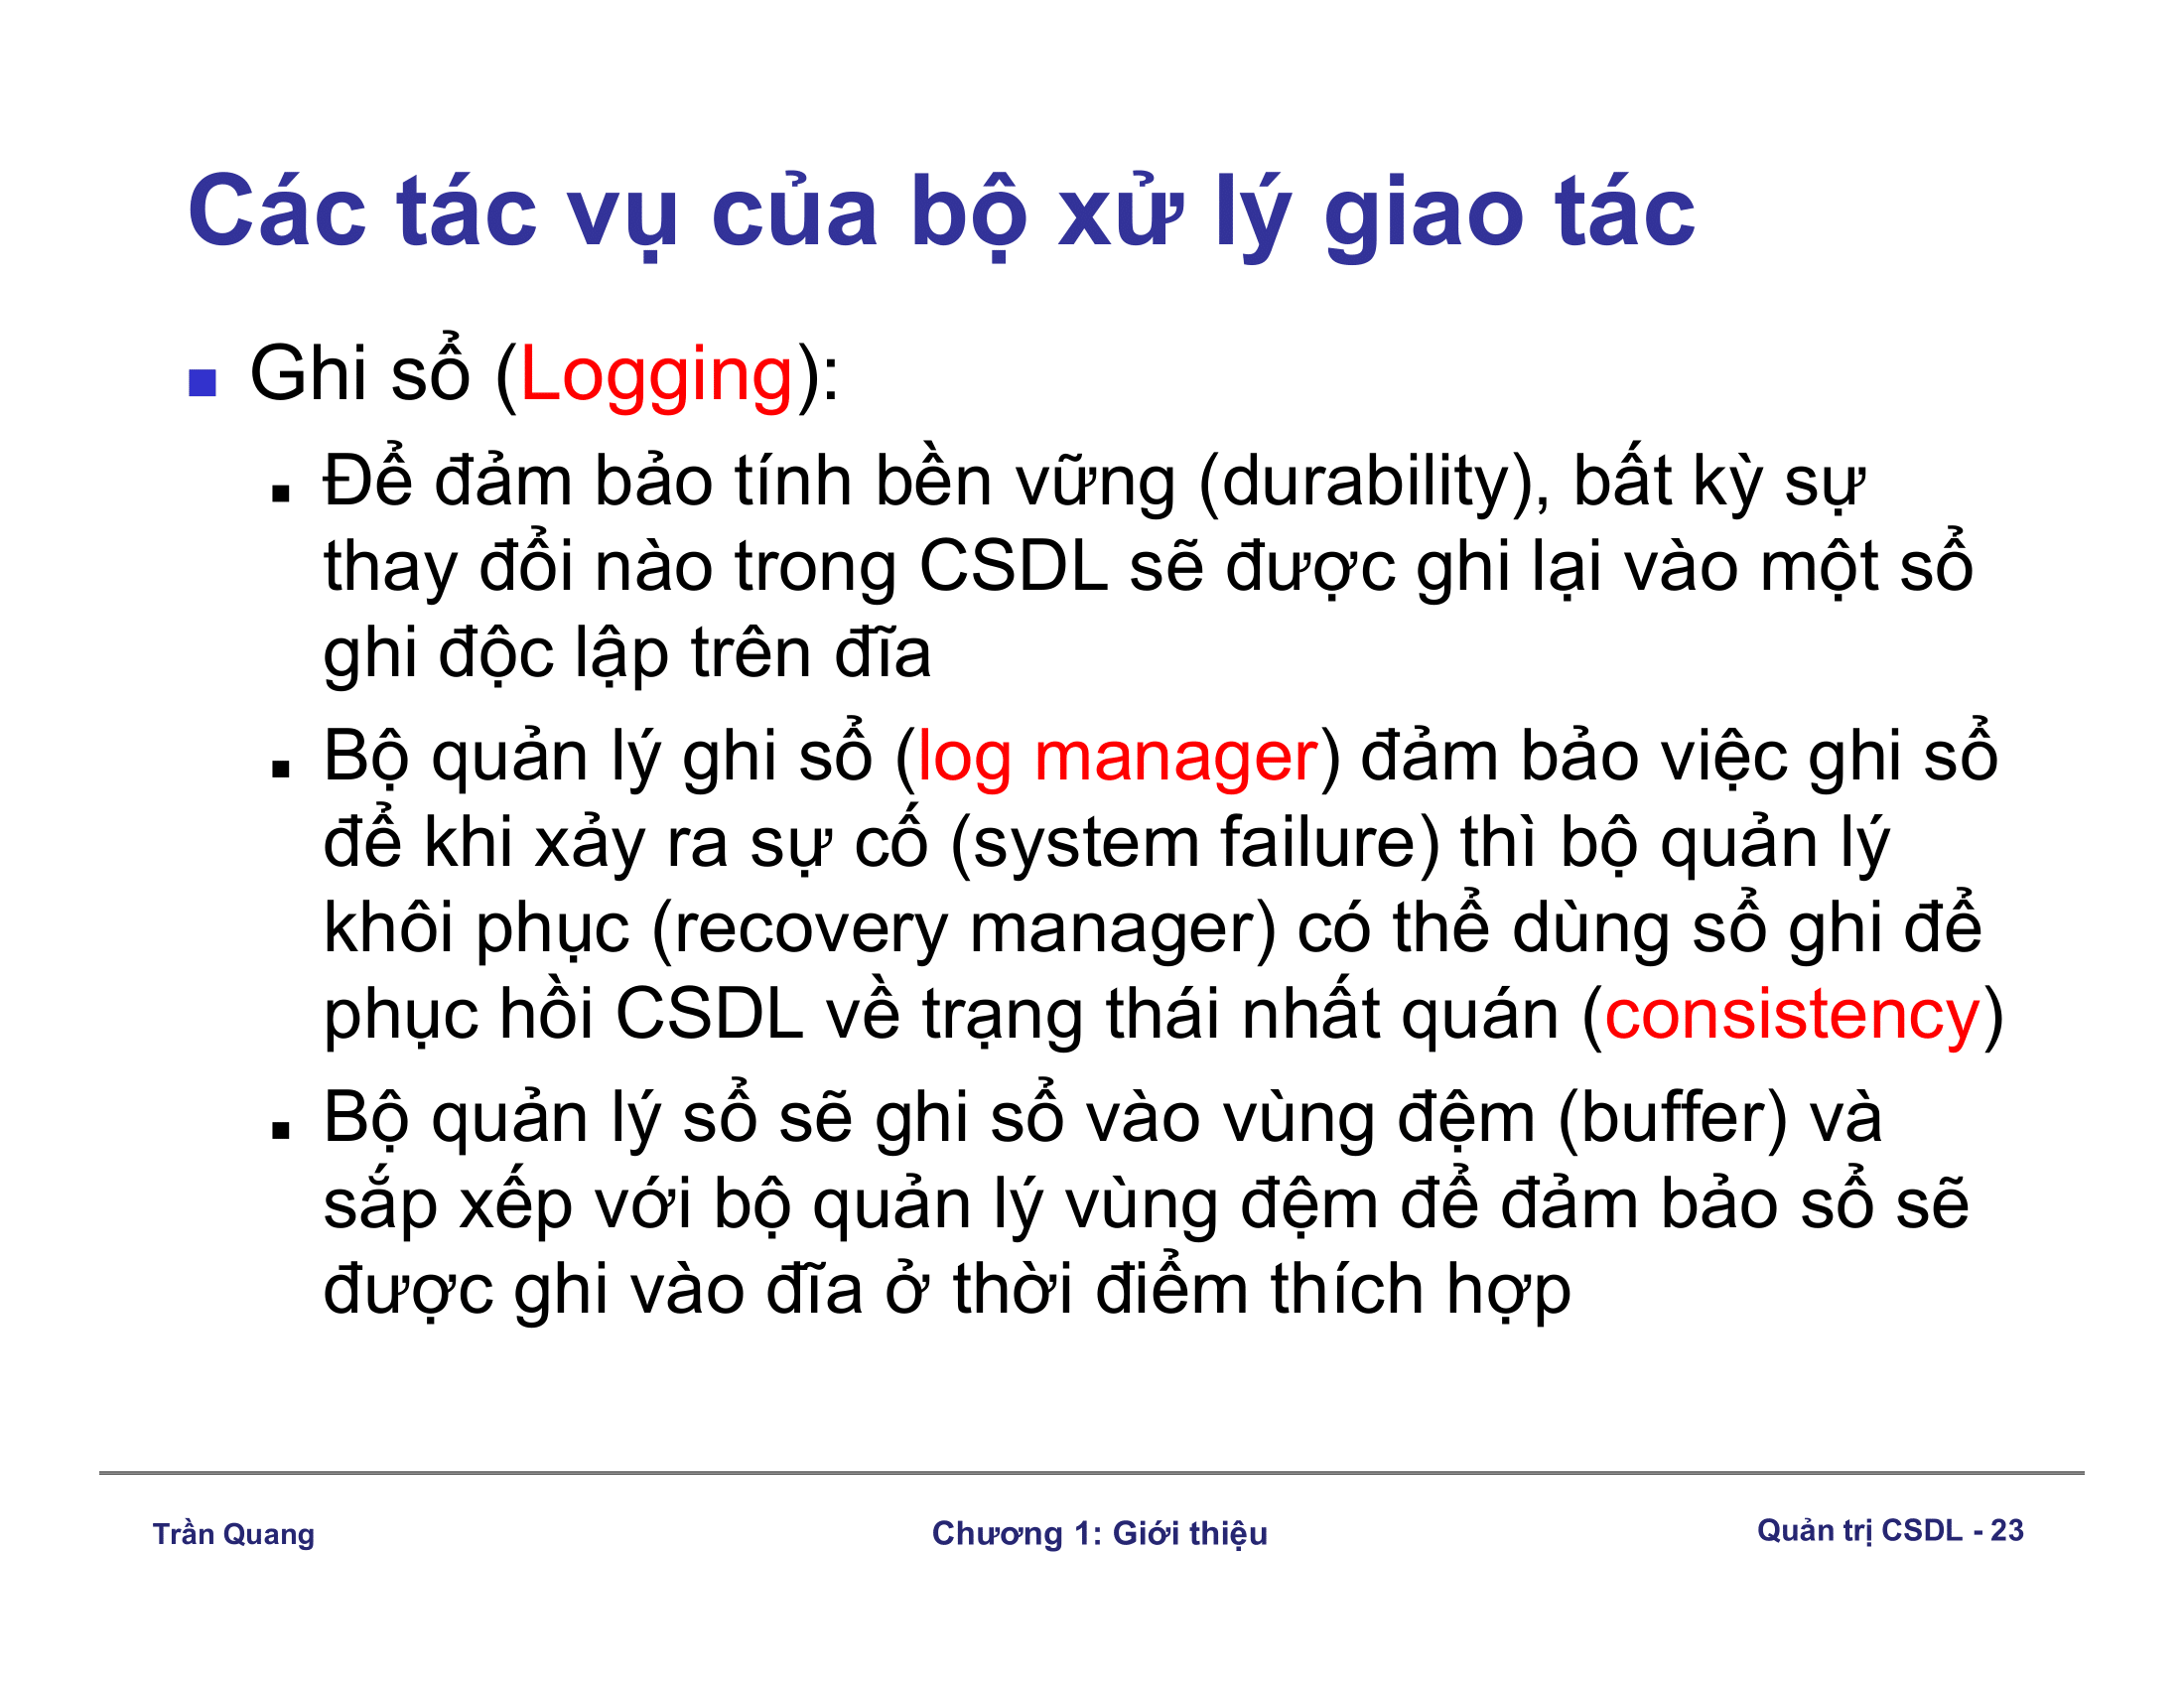 Các tác vụ của bộ xử lý giao tác
Ghi sổ (Logging):
Để đảm bảo tính bền vững (durability), bất kỳ sự
thay đổi nào trong CSDL sẽ được ghi lại vào một sổ
ghi độc lập trên đĩa
Bộ quản lý ghi sổ (log manager) đảm bảo việc ghi sổ
để khi xảy ra sự cố (system failure) thì bộ quản lý
khôi phục (recovery manager) có thể dùng sổ ghi để
phục hồi CSDL về trạng thái nhất quán (consistency)
Bộ quản lý sổ sẽ ghi sổ vào vùng đệm (buffer) và
sắp xếp với bộ quản lý vùng đệm để đảm bảo sổ sẽ
được ghi vào đĩa ở thời điểm thích hợp
Trần Quang
Chương 1: Giới thiệu
Quản trị CSDL - 23